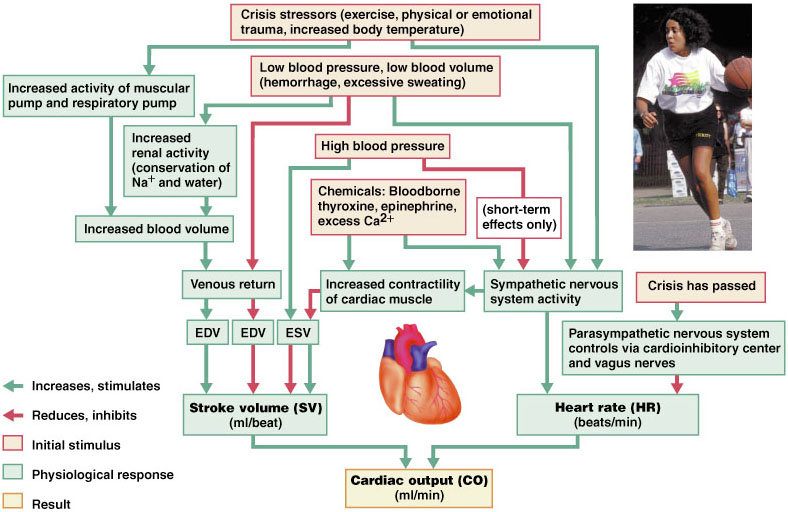 Crisis stressors (exercise, physical or emotional
trauma, increased body temperature)
Low blood pressure, low blood volume
(hemorrhage, excessive sweating)
Increased activity of muscular
pump and respiratory pump
Increased
renal activity
(conservation of
Na+ and water)
High blood pressure
Chemicals: Bloodborne
thyroxine, epinephrine,
excess Ca2+
(short-term
effects only)
Increased blood volume
Venous return
Increased contractility
of cardiac muscle
Sympathetic nervous
system activity
Crisis has passed
EDV
EDV
ESV
Parasympathetic nervous system
controls via cardioinhibitory center
and vagus nerves
Increases, stimulates
Reduces, inhibits
Initial stimulus
Physiological response
Result
Stroke volume (SV)
(ml/beat)
Heart rate (HR)
(beats/min)
Cardiac output (CO)
(ml/min)